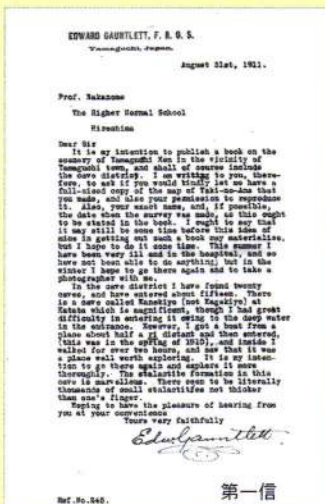 EDWARD GAUNTLETT, F. R. G. S.
Yamaguchi, Japan.
August 31st, 1911.
Prof. Nakanome
The Higher Normal School
Hiroshima
Dear Sir
It is my intention to publish a book on the
scenery of Yamaguchi Ken in the vicinity of
Yamaguchi town, and shall of course include
the cave district. I am writing to you, there-
fore, to ask if you would kindly let me have a
full-sized copy of the map of Taki-no-Ana that
you made, and also your permission to reproduce
it. Also, your exact name, and, if possible,
the date when the survey was made, as this ought
to be stated in the book. I ought to say that
it may still be some time before this idea of
mine in getting out such a book may materialise,
but I hope to do it some time. This summer I
have been very ill and in the hospital, and so
have not been able to do anything, but in the
winter I hope to go there again and to take a
photographer with me.
In the cave district I have found twenty
caves, and have entered about fifteen. There
is a cave called (not Kagakiyo) at
which is magnificent, though I had great
difficulty in entering it owing to the deep water
in the entrance. However, I got a boat from a
place about half a ri distant and then entered,
(this was in the spring of 1910), and inside I
walked for over two hours, and saw that it was
a place well worth exploring. It is my inten-
tion to go there again and explore it more
thoroughly. The stalactite formation in this
cave is marvellous. There seem to be literally
thousands of small stalactites not thicker
than one's finger.
Hoping to have the pleasure of hearing from
you at your convenience
Yours very faithfully
Edw Gauntlett.
第一信
Ref.No.248.